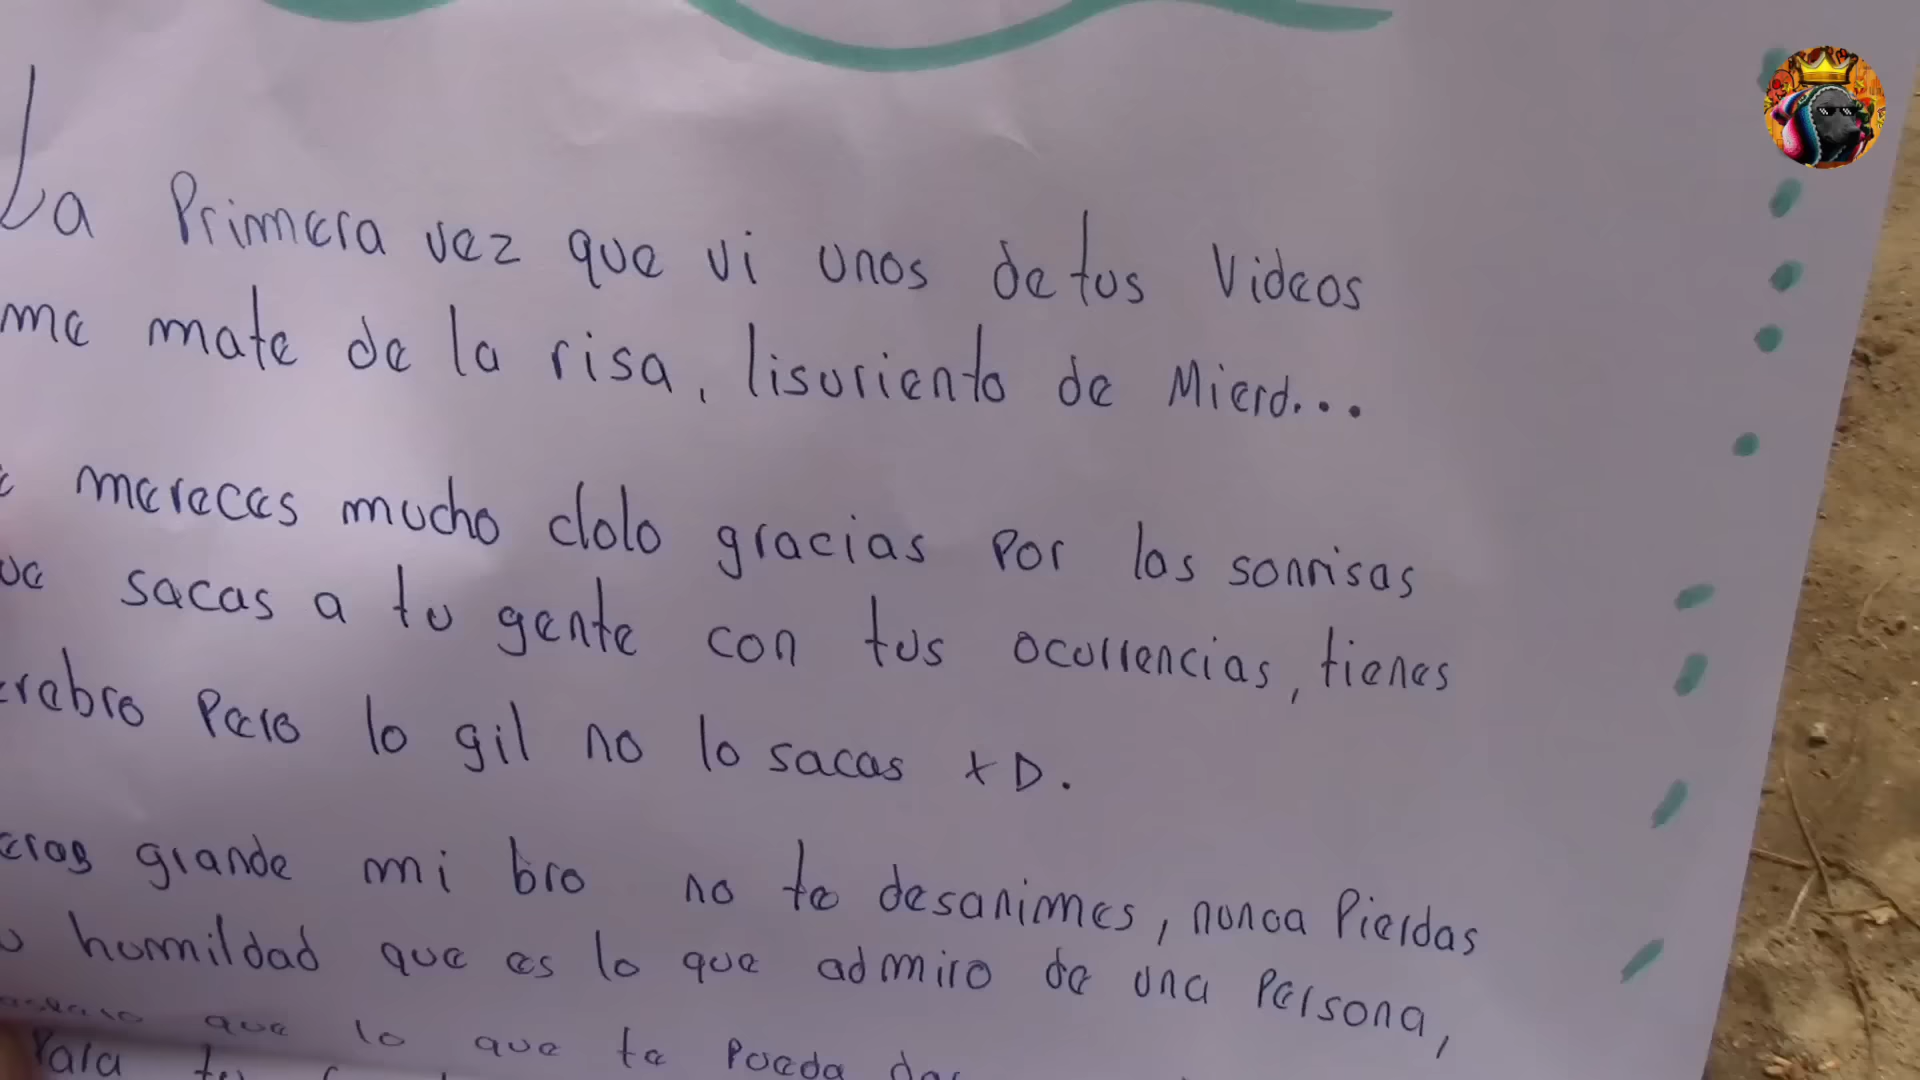 La Primera vez que vi unos de tus Videos
me mate de la risa, lisuriento de Mierd...
mereces mucho clolo gracias por las sonrisas
sacas a tu gente con tus ocurrencias, tienes
Pero lo gil no lo sacas XD.
grande mi bro no te desanimes, nunca Pierdas
humildad que es lo que admiro de una Persona,
que lo que te Pueda
Para